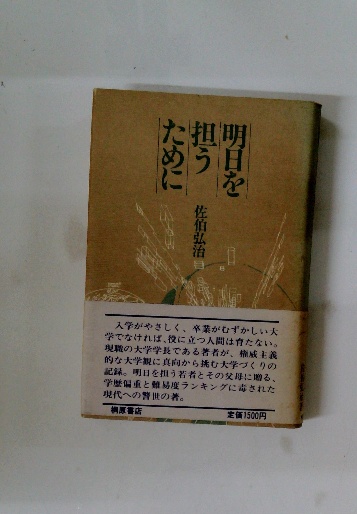 明日を
担う
ために
佐伯弘治
入学がやさしく、卒業がむずかしい大
学でなければ、役に立つ人間は育たない。
現職の大学学長である著者が、権威主義
的な大学観に真向から挑む大学づくりの
記録。明日を担う若者とその父母に贈る、
学歴偏重と難易度ランキングに毒された
現代への警世の書。
桐原書店
定価1500円